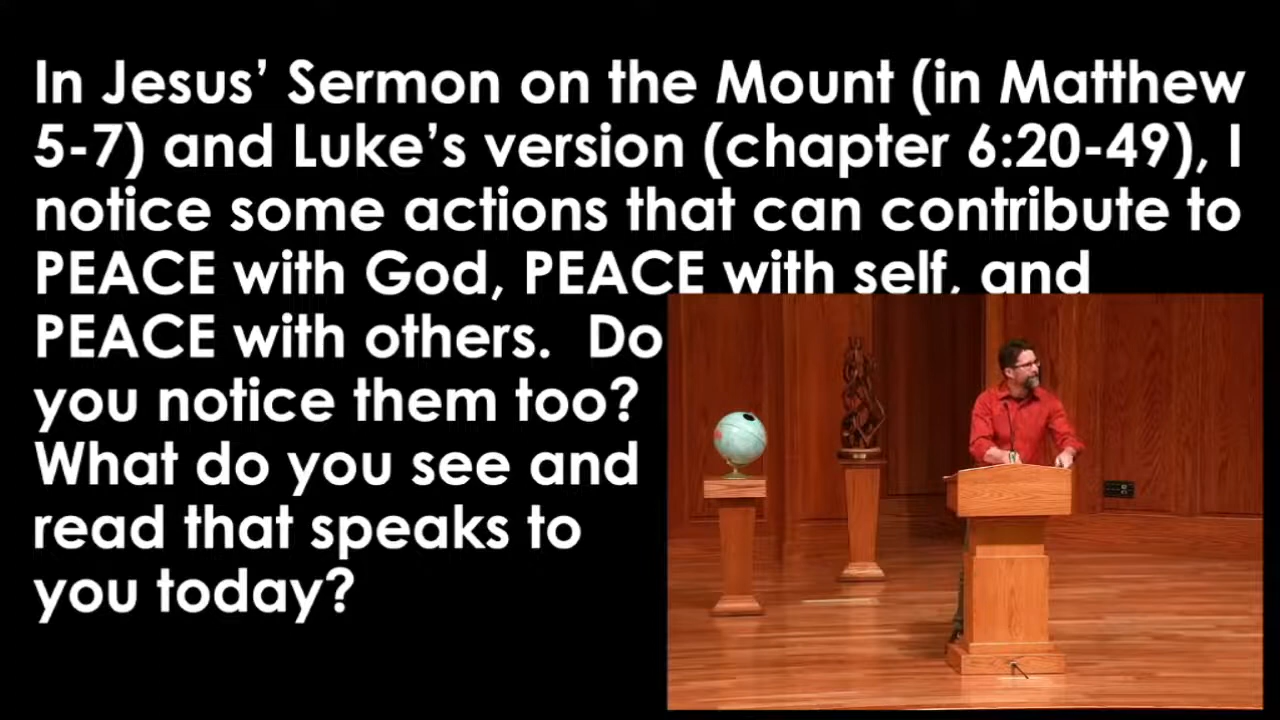 In Jesus’ Sermon on the Mount (in Matthew
5-7) and Luke’s version (chapter 6:20-49), I
notice some actions that can contribute to
PEACE with God, PEACE with self, and
PEACE with others.  Do
you notice them too?
What do you see and
read that speaks to
you today?